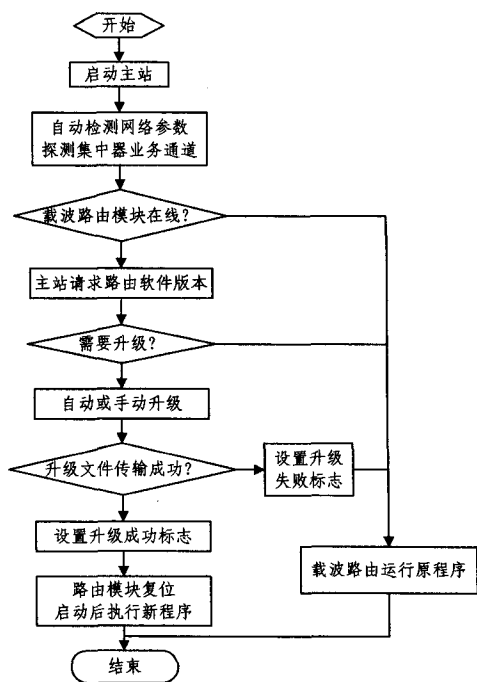 开始
启动主站
自动检测网络参数
探测集中器业务通道
载波路由模块在线?
主站请求路由软件版本
需要升级?
自动或手动升级
升级文件传输成功?
设置升级
失败标志
设置升级成功标志
载波路由运行原程序
路由模块复位
启动后执行新程序
结束